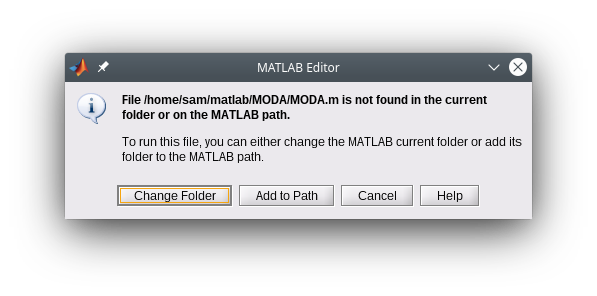 MATLAB Editor
File /home/sam/matlab/MODA/MODA.m is not found in the current
folder or on the MATLAB path.
To run this file, you can either change the MATLAB current folder or add its
folder to the MATLAB path.
Change Folder Add to Path Cancel Help